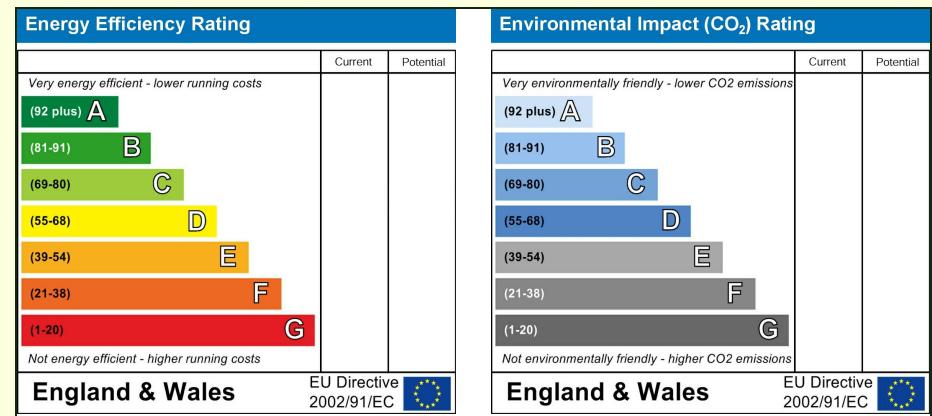 Energy Efficiency Rating
Current Potential
Very energy efficient - lower running costs
(92 plus) A
(81-91) B
(69-80) C
(55-68) D
(39-54) E
(21-38) F
(1-20) G
Not energy efficient - higher running costs
England & Wales
EU Directive
2002/91/EC
Environmental Impact (CO₂) Rating
Current Potential
Very environmentally friendly - lower CO2 emissions
(92 plus) A
(81-91) B
(69-80) C
(55-68) D
(39-54) E
(21-38) F
(1-20) G
Not environmentally friendly - higher CO2 emissions
England & Wales
EU Directive
2002/91/EC